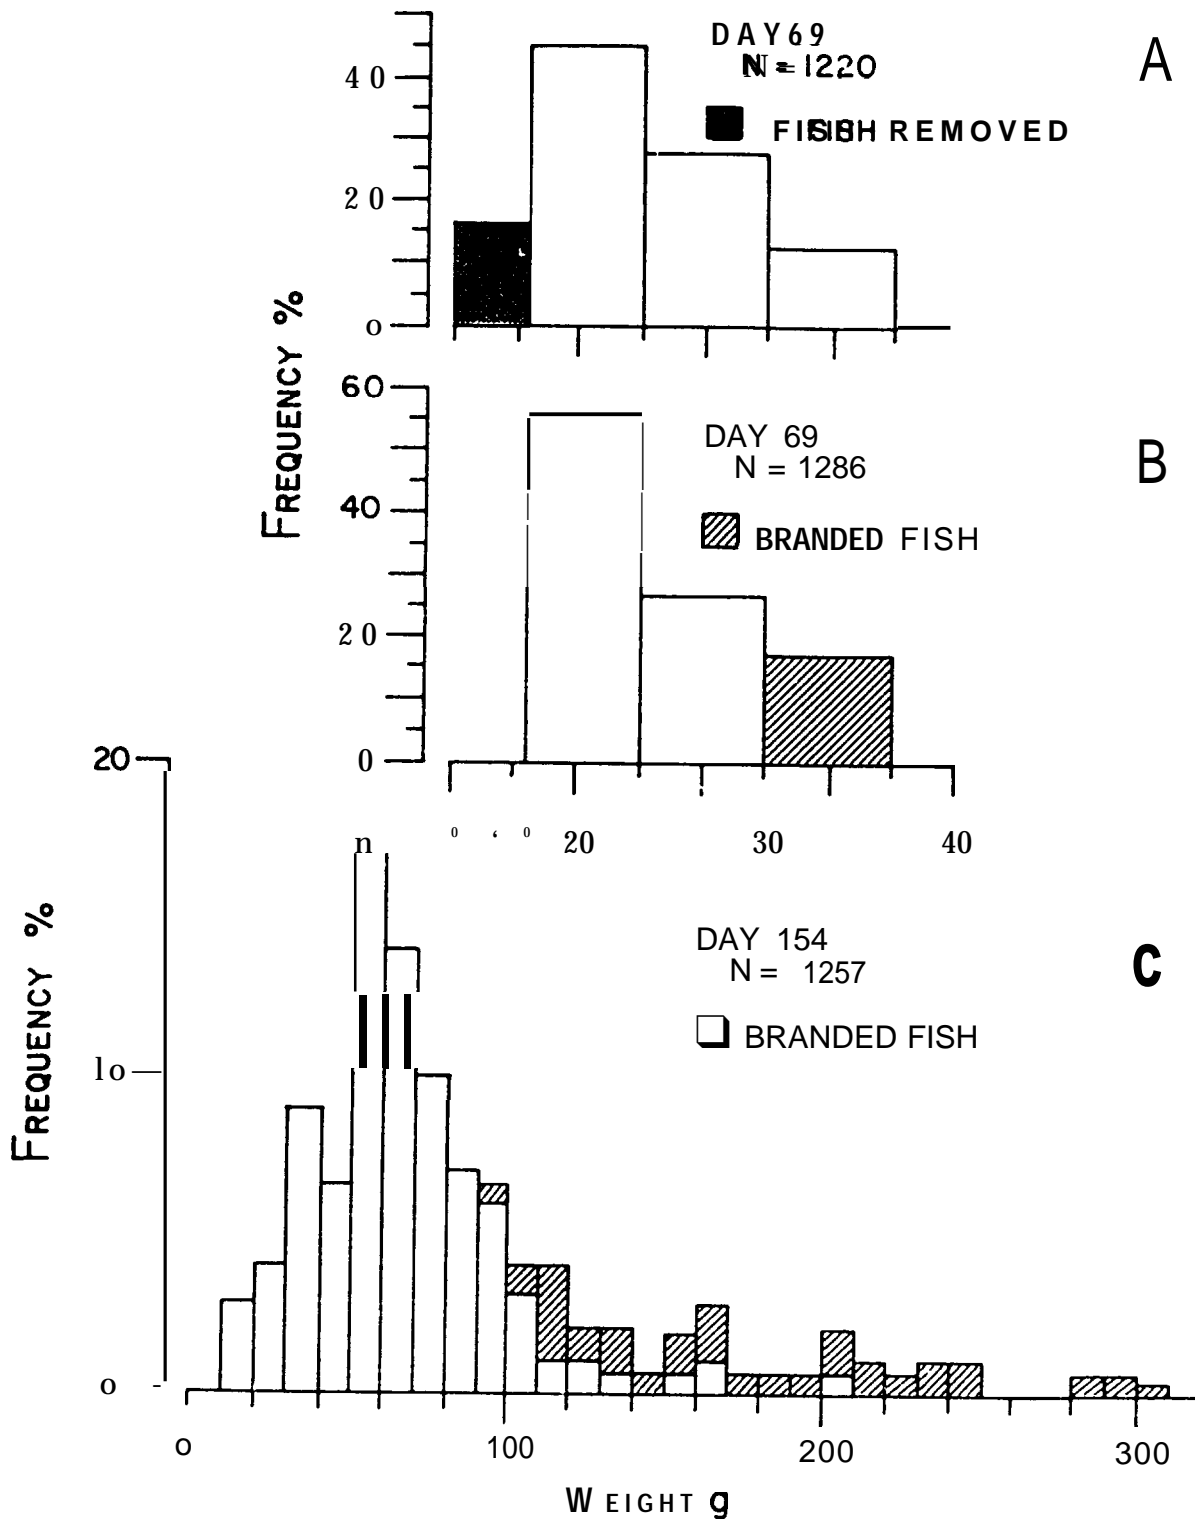 DAY 69
N = 1220
A
FISH REMOVED
40
20
0
FREQUENCY %
60
40
20
0
DAY 69
N = 1286
B
BRANDED FISH
20 30 40
FREQUENCY %
20
10
0
DAY 154
N = 1257
C
BRANDED FISH
0 100 200 300
WEIGHT g